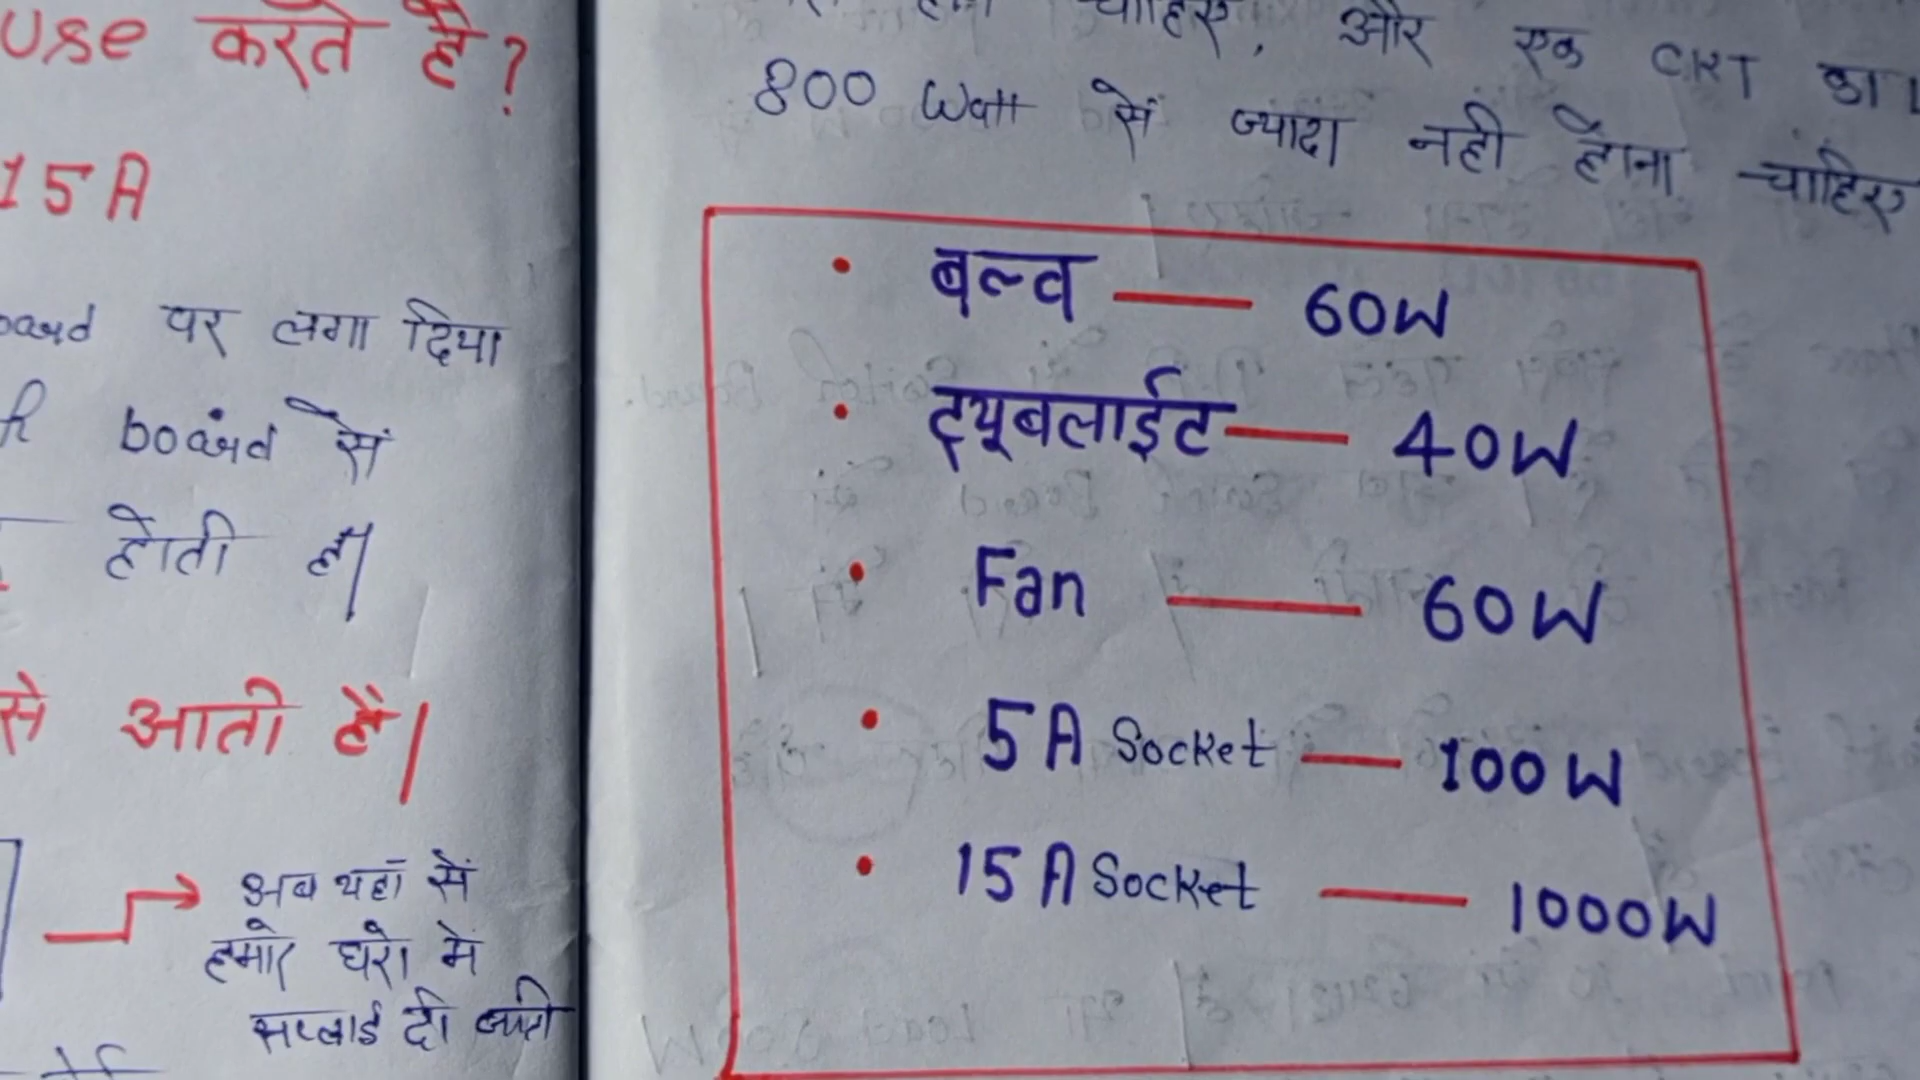 use करते है?
15A
पर लगा दिया
board सें
होती है।
से आती है।
अब यहाँ सें
हमारे घरो मे
सप्लाई दी जाती
चाहिए, और एक CKT का
800 Watt सें ज्यादा नही होना चाहिए
• बल्व — 60W
• ट्यूबलाईट — 40W
• Fan — 60W
• 5A Socket — 100W
• 15A Socket — 1000W